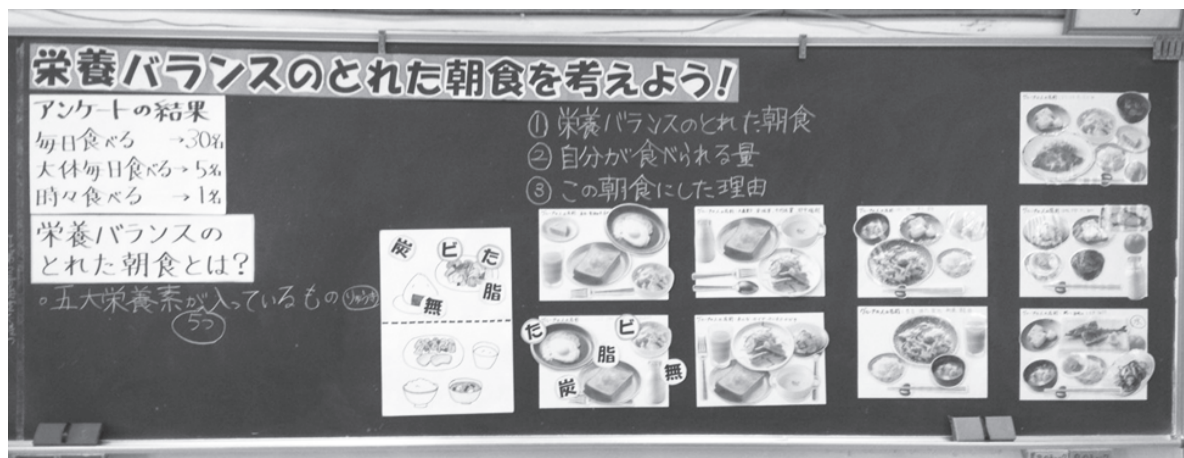 栄養バランスのとれた朝食を考えよう!
アンケートの結果
毎日食べる →30名
大体毎日食べる→5名
時々食べる →1名
栄養バランスの
とれた朝食とは?
○五大栄養素が入っているもの
5つ
炭 ビ た
無 脂
① 栄養バランスのとれた朝食
② 自分が食べられる量
③ この朝食にした理由
た ビ
脂
炭 無